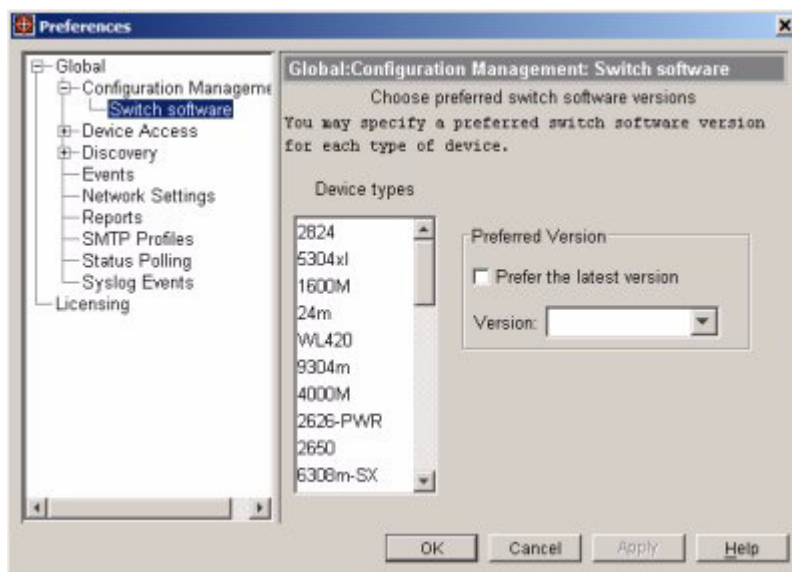 Preferences
Global
Configuration Manageme
Switch software
Device Access
Discovery
Events
Network Settings
Reports
SMTP Profiles
Status Polling
Syslog Events
Licensing
Global:Configuration Management: Switch software
Choose preferred switch software versions
You may specify a preferred switch software version
for each type of device.
Device types
2824
5304xl
1600M
24m
WL420
9304m
4000M
2626-PWR
2650
6308m-SX
Preferred Version
Prefer the latest version
Version:
OK
Cancel
Apply
Help